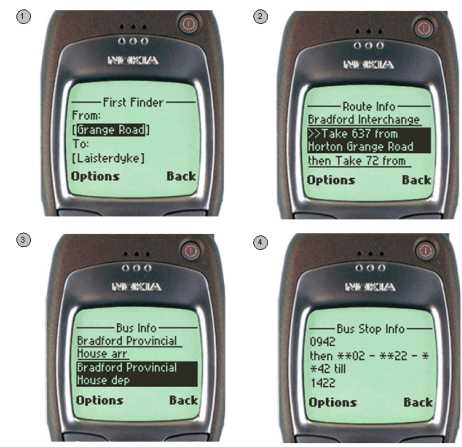 1
NOKIA
First Finder
From:
[Grange Road]
To:
[Laisterdyke]
Options Back
2
NOKIA
Route Info
Bradford Interchange
>>Take 637 from
Horton Grange Road
then Take 72 from
Options Back
3
NOKIA
Bus Info
Bradford Provincial
House arr
Bradford Provincial
House dep
Options Back
4
NOKIA
Bus Stop Info
0942
then **02 - **22 - *
*42 till
1422
Options Back